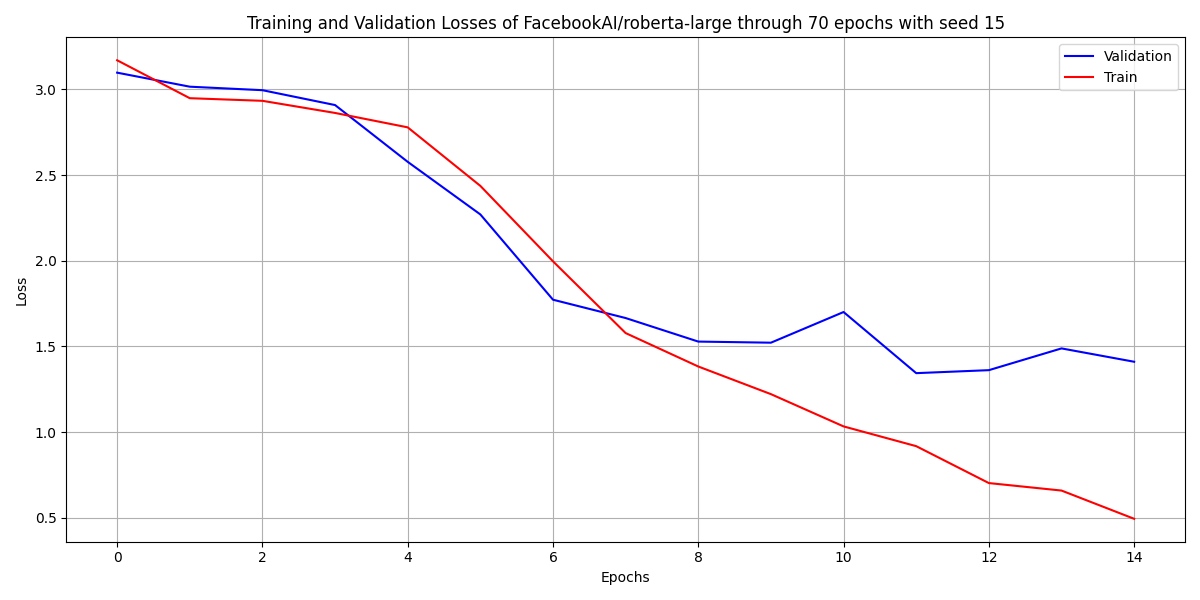 Training and Validation Losses of FacebookAI/roberta-large through 70 epochs with seed 15
Validation
Train
3.0
2.5
2.0
1.5
1.0
0.5
Loss
0 2 4 6 8 10 12 14
Epochs